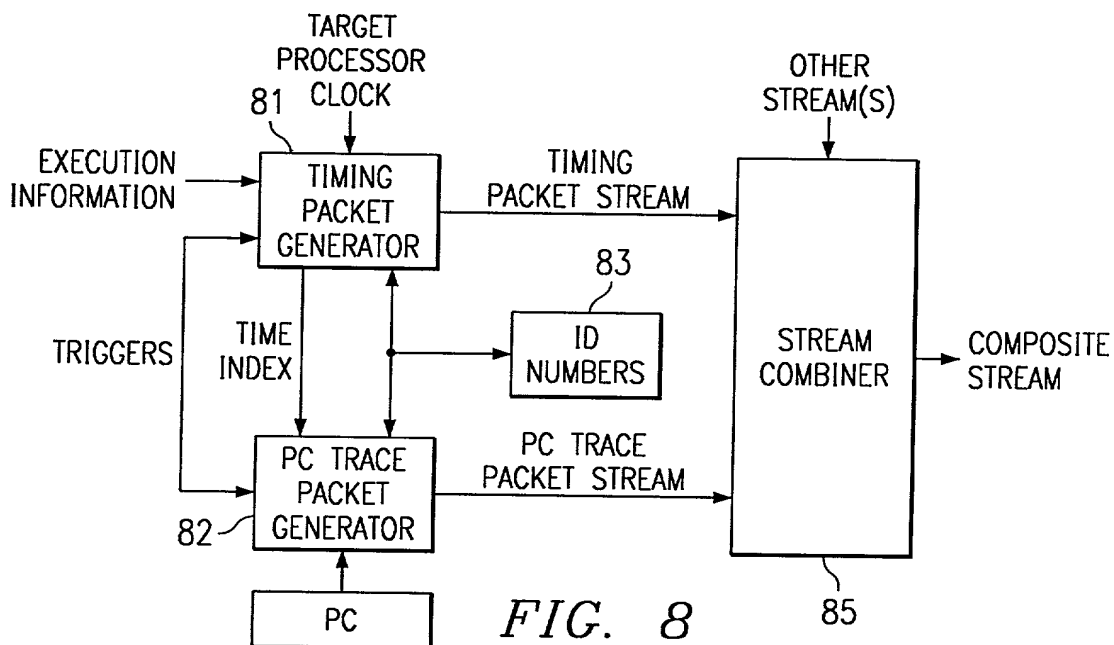 TARGET
PROCESSOR
CLOCK
81
EXECUTION
INFORMATION
TIMING
PACKET
GENERATOR
TIMING
PACKET STREAM
OTHER
STREAM(S)
TRIGGERS
TIME
INDEX
83
ID
NUMBERS
STREAM
COMBINER
COMPOSITE
STREAM
PC TRACE
PACKET
GENERATOR
82
PC TRACE
PACKET STREAM
85
PC
FIG. 8